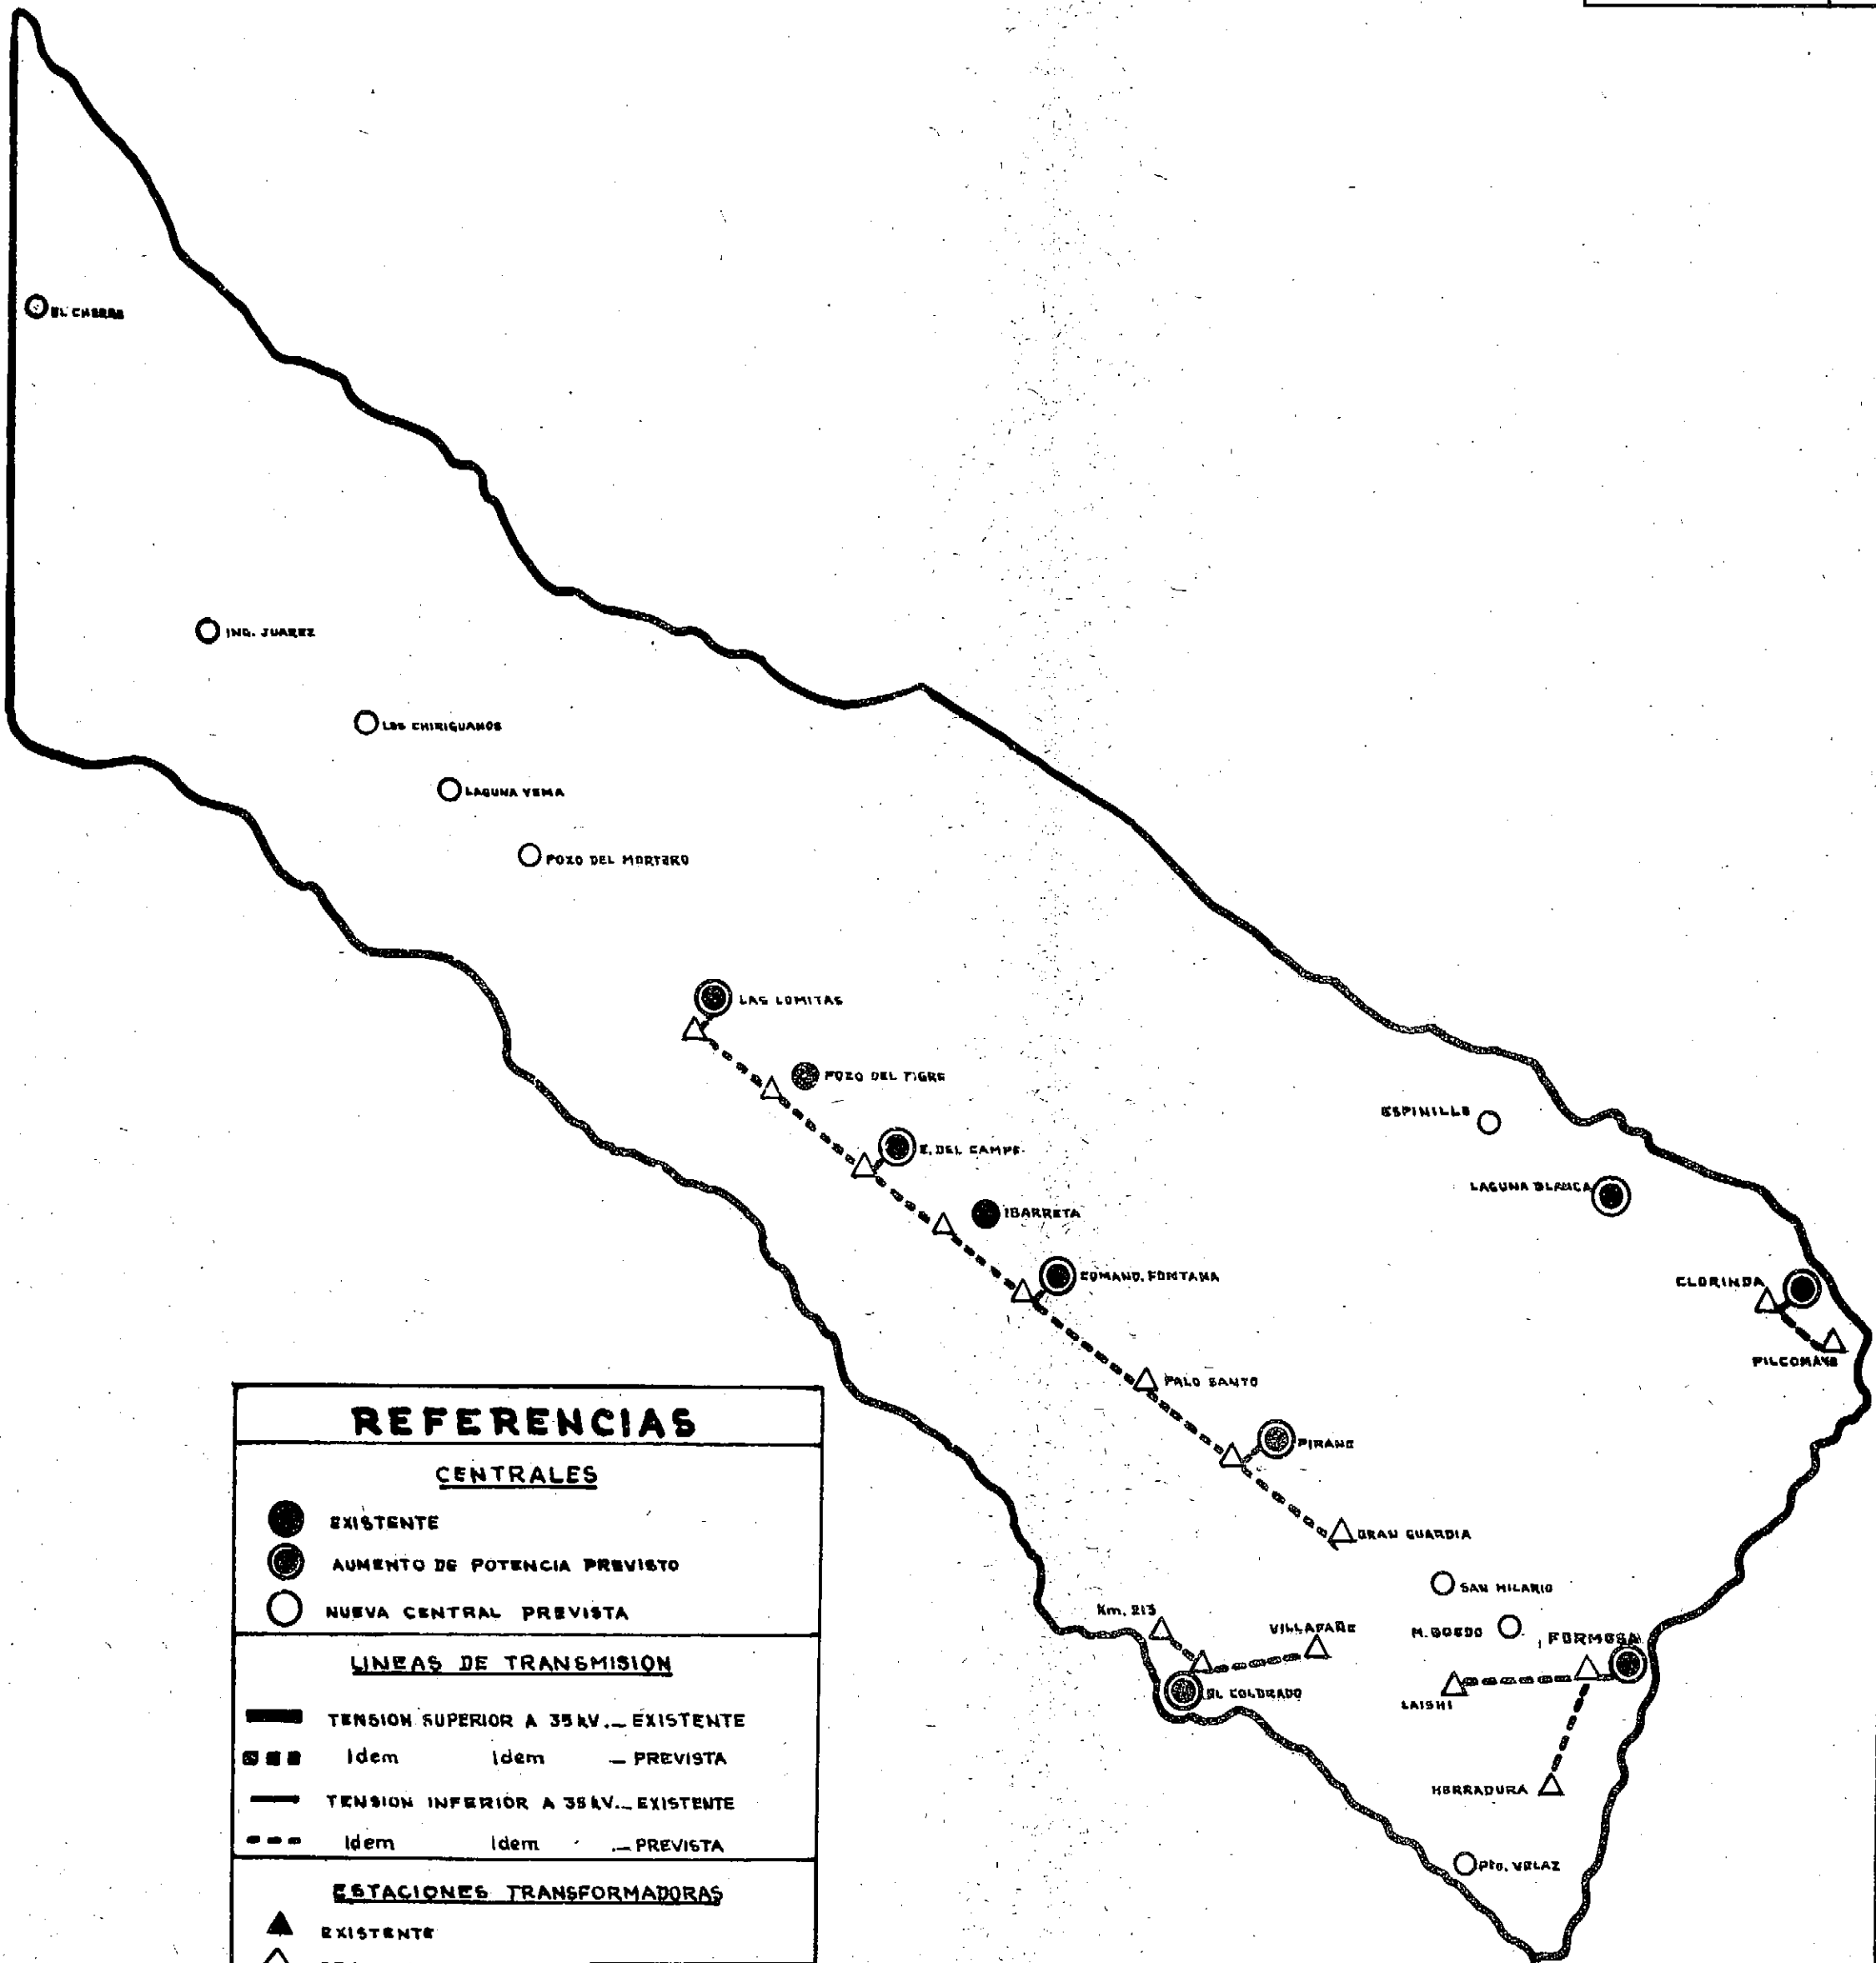 ING. JUAREZ
LOS CHIRIGUANOS
LAGUNA YEMA
POZO DEL MORTERO
LAS LOMITAS
POZO DEL TIGRE
E. DEL CAMPO
IBARRETA
COMAND. FONTANA
PALO SANTO
PIRANE
GRAN GUARDIA
ESPINILLO
LAGUNA BLANCA
CLORINDA
PILCOMAYO
SAN HILARIO
M. BOEDO
FORMOSA
Km. 213
VILLAFAÑE
EL COLORADO
LAISHI
HERRADURA
Pto. VELAZ
REFERENCIAS
CENTRALES
EXISTENTE
AUMENTO DE POTENCIA PREVISTO
NUEVA CENTRAL PREVISTA
LINEAS DE TRANSMISION
TENSION SUPERIOR A 35 kV._ EXISTENTE
Idem Idem _ PREVISTA
TENSION INFERIOR A 35 kV._ EXISTENTE
Idem Idem ._ PREVISTA
ESTACIONES TRANSFORMADORAS
EXISTENTE